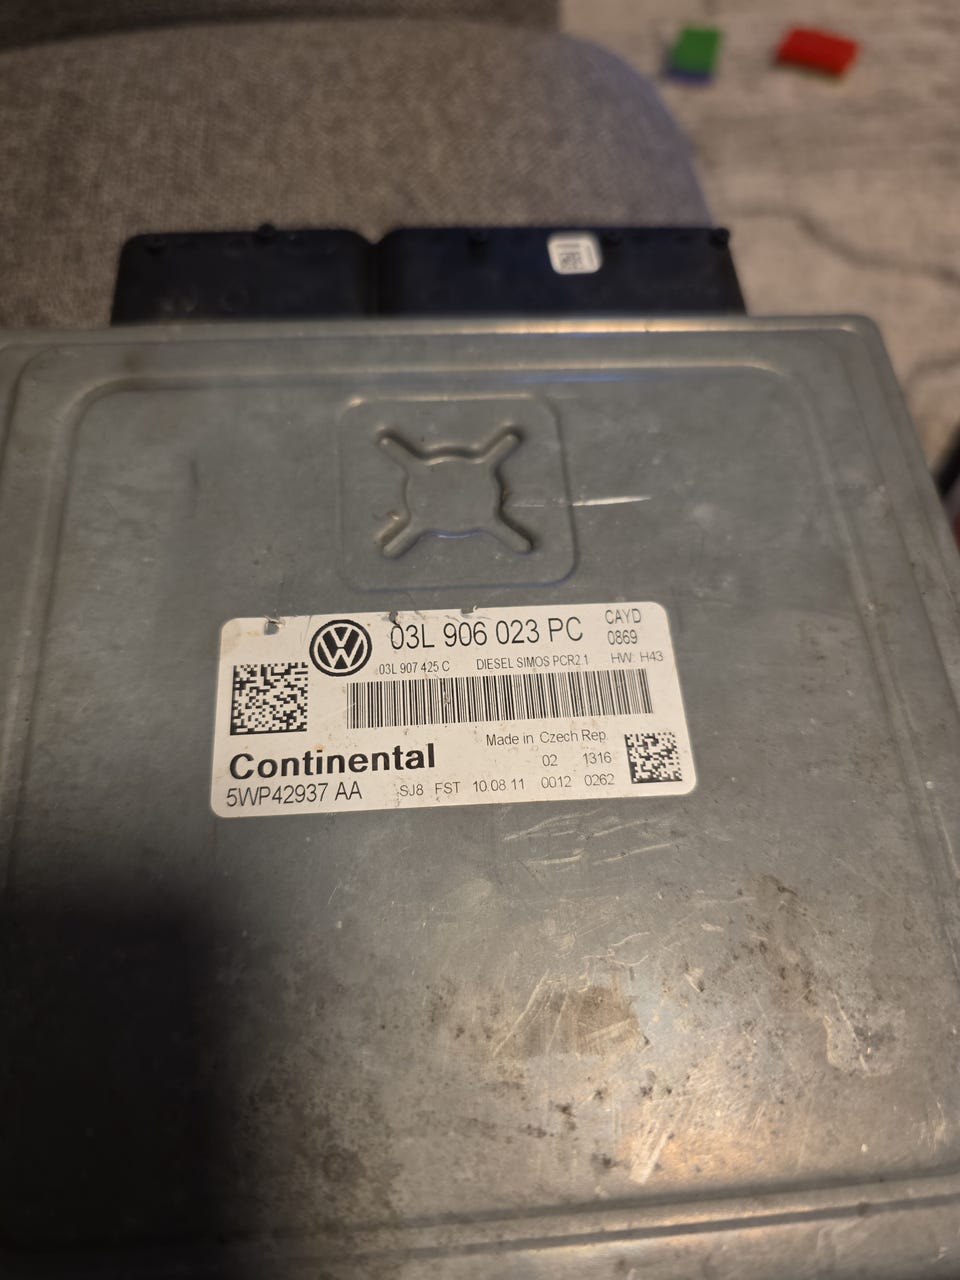 03L 906 023 PC
CAYD
0869
03L 907 425 C DIESEL SIMOS PCR2.1 HW: H43
Made in Czech Rep.
Continental
02 1316
5WP42937 AA SJ8 FST 10.08.11 0012 0262